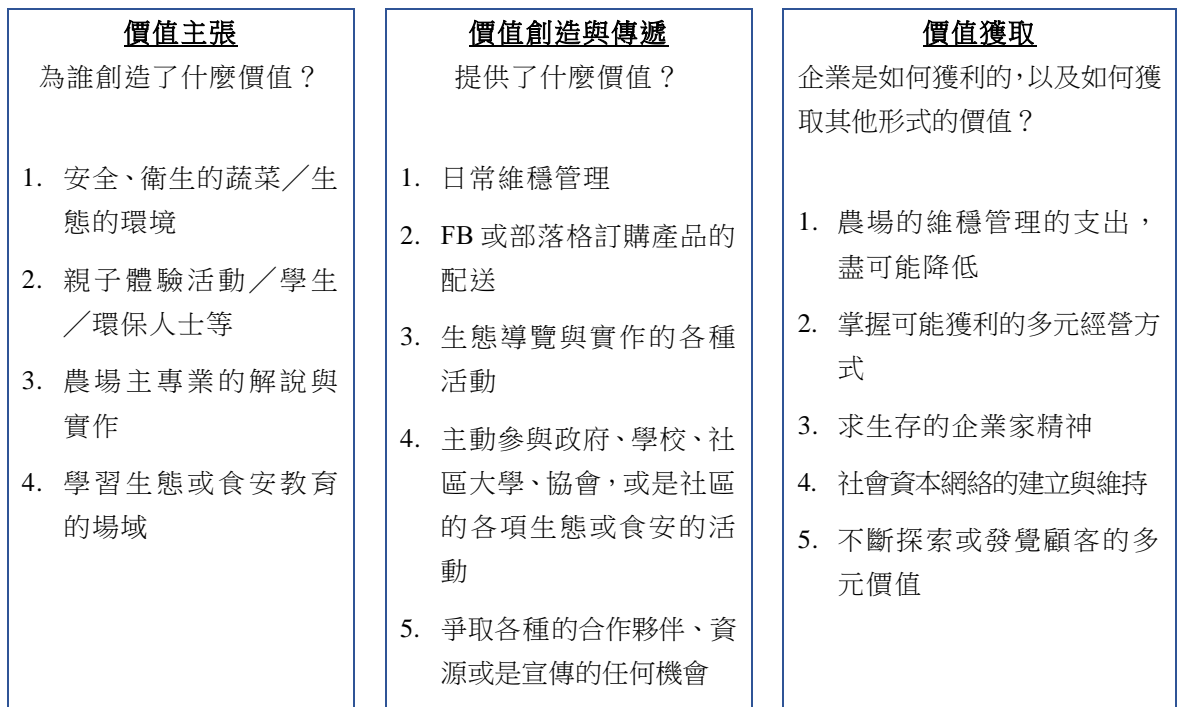 價值主張
為誰創造了什麼價值？
1. 安全、衛生的蔬菜／生
態的環境
2. 親子體驗活動／學生
／環保人士等
3. 農場主專業的解說與
實作
4. 學習生態或食安教育
的場域
價值創造與傳遞
提供了什麼價值？
1. 日常維穩管理
2. FB 或部落格訂購產品的
配送
3. 生態導覽與實作的各種
活動
4. 主動參與政府、學校、社
區大學、協會，或是社區
的各項生態或食安的活
動
5. 爭取各種的合作夥伴、資
源或是宣傳的任何機會
價值獲取
企業是如何獲利的，以及如何獲
取其他形式的價值？
1. 農場的維穩管理的支出，
盡可能降低
2. 掌握可能獲利的多元經營方
式
3. 求生存的企業家精神
4. 社會資本網絡的建立與維持
5. 不斷探索或發覺顧客的多
元價值